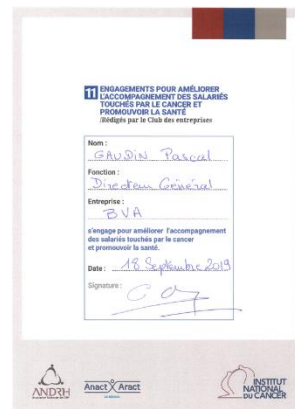 11 ENGAGEMENTS POUR AMÉLIORER
L'ACCOMPAGNEMENT DES SALARIÉS
TOUCHÉS PAR LE CANCER ET
PROMOUVOIR LA SANTÉ
/Rédigés par le Club des entreprises
Nom :
GAUDIN Pascal
Fonction :
Directeur Général
Entreprise :
BVA
s'engage pour améliorer l'accompagnement
des salariés touchés par le cancer
et promouvoir la santé.
Date : 18 Septembre 2019
Signature :
ANDRH
Anact Aract
INSTITUT
NATIONAL
DU CANCER